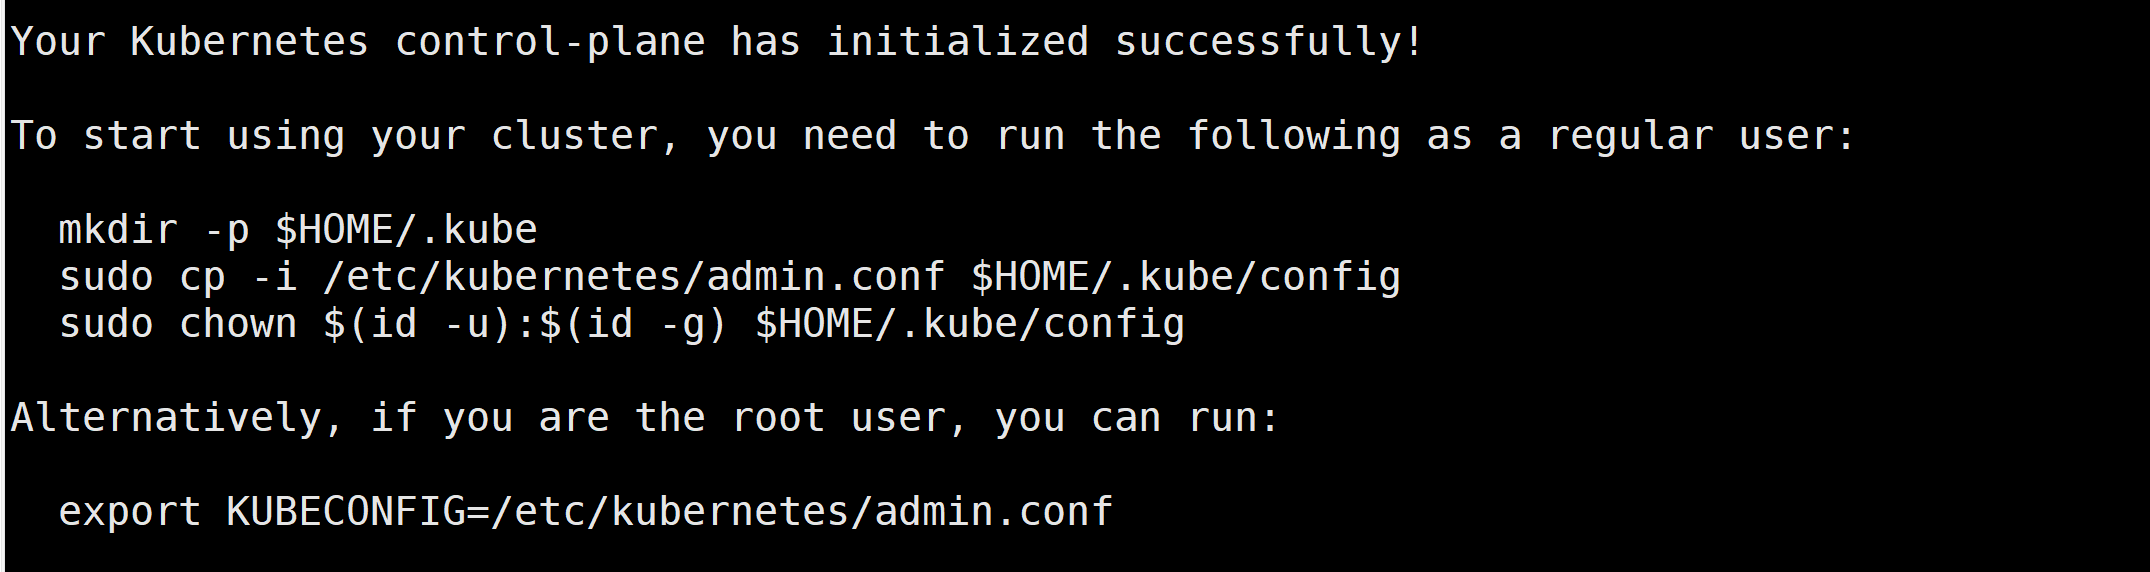 Your Kubernetes control-plane has initialized successfully!
To start using your cluster, you need to run the following as a regular user:
mkdir -p $HOME/.kube
sudo cp -i /etc/kubernetes/admin.conf $HOME/.kube/config
sudo chown $(id -u):$(id -g) $HOME/.kube/config
Alternatively, if you are the root user, you can run:
export KUBECONFIG=/etc/kubernetes/admin.conf